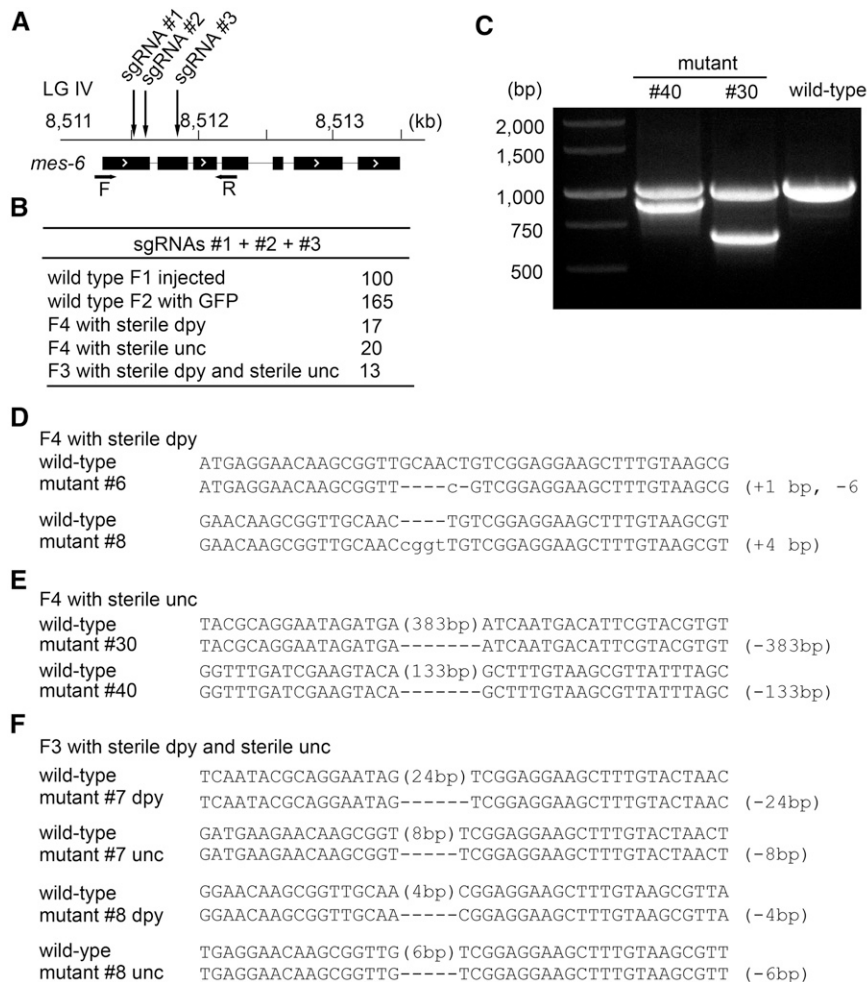 A
sgRNA #1
sgRNA #2
sgRNA #3
LG IV
8,511 8,512 8,513 (kb)
mes-6
F R
B
sgRNAs #1 + #2 + #3
wild type F1 injected 100
wild type F2 with GFP 165
F4 with sterile dpy 17
F4 with sterile unc 20
F3 with sterile dpy and sterile unc 13
C
mutant
(bp) #40 #30 wild-type
2,000
1,500
1,000
750
500
D
F4 with sterile dpy
wild-type ATGAGGAACAAGCGGTTGCAACTGTCGGAGGAAGCTTTGTAAGCG
mutant #6 ATGAGGAACAAGCGGTT----c-GTCGGAGGAAGCTTTGTAAGCG (+1 bp, -6
wild-type GAACAAGCGGTTGCAAC----TGTCGGAGGAAGCTTTGTAAGCGT
mutant #8 GAACAAGCGGTTGCAACcggtTGTCGGAGGAAGCTTTGTAAGCGT (+4 bp)
E
F4 with sterile unc
wild-type TACGCAGGAATAGATGA(383bp)ATCAATGACATTCGTACGTGT
mutant #30 TACGCAGGAATAGATGA-------ATCAATGACATTCGTACGTGT (-383bp)
wild-type GGTTTGATCGAAGTACA(133bp)GCTTTGTAAGCGTTATTTAGC
mutant #40 GGTTTGATCGAAGTACA-------GCTTTGTAAGCGTTATTTAGC (-133bp)
F
F3 with sterile dpy and sterile unc
wild-type TCAATACGCAGGAATAG(24bp)TCGGAGGAAGCTTTGTACTAAC
mutant #7 dpy TCAATACGCAGGAATAG------TCGGAGGAAGCTTTGTACTAAC (-24bp)
wild-type GATGAAGAACAAGCGGT(8bp)TCGGAGGAAGCTTTGTACTAACT
mutant #7 unc GATGAAGAACAAGCGGT-----TCGGAGGAAGCTTTGTACTAACT (-8bp)
wild-type GGAACAAGCGGTTGCAA(4bp)CGGAGGAAGCTTTGTAAGCGTTA
mutant #8 dpy GGAACAAGCGGTTGCAA-----CGGAGGAAGCTTTGTAAGCGTTA (-4bp)
wild-ype TGAGGAACAAGCGGTTG(6bp)TCGGAGGAAGCTTTGTAAGCGTT
mutant #8 unc TGAGGAACAAGCGGTTG-----TCGGAGGAAGCTTTGTAAGCGTT (-6bp)